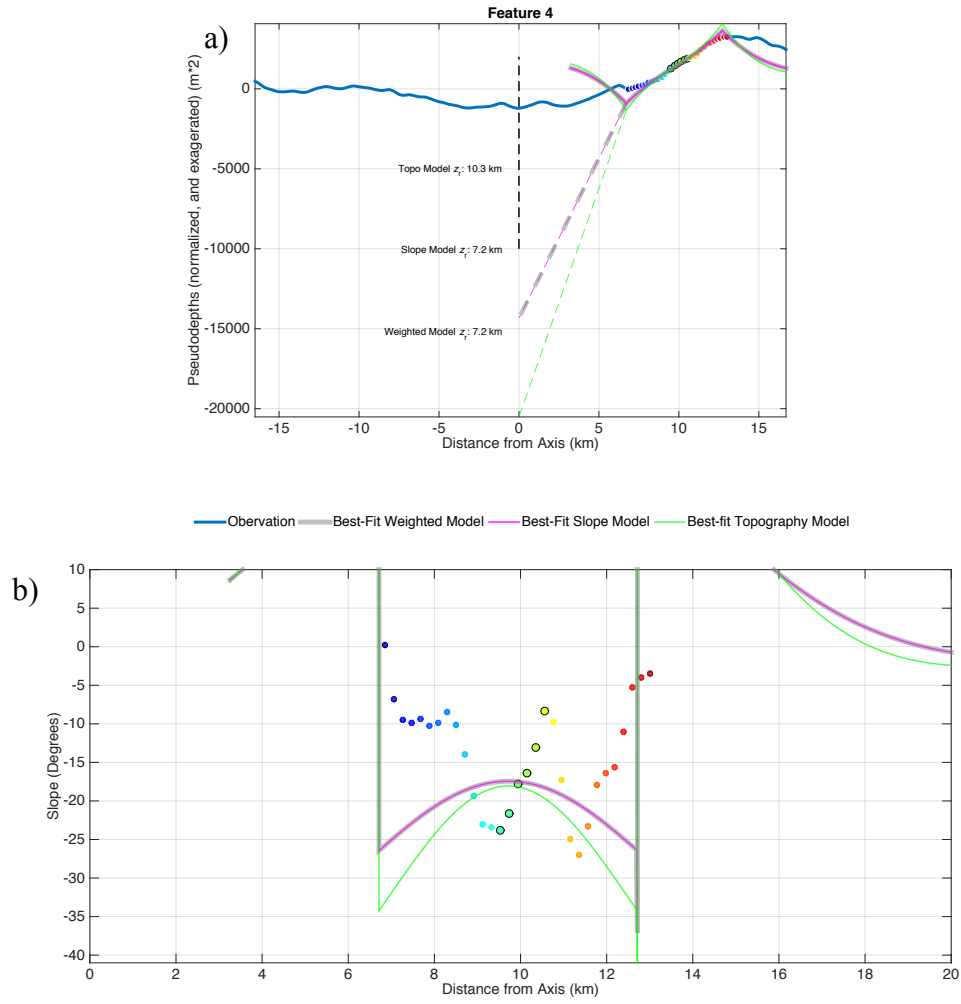 Feature 4
a)
Pseudodepths (normalized, and exagerated) (m*2)
0
-5000
-10000
-15000
-20000
Topo Model z_r: 10.3 km
Slope Model z_r: 7.2 km
Weighted Model z_r: 7.2 km
-15 -10 -5 0 5 10 15
Distance from Axis (km)
Obervation Best-Fit Weighted Model Best-Fit Slope Model Best-fit Topography Model
b)
Slope (Degrees)
10
5
0
-5
-10
-15
-20
-25
-30
-35
-40
0 2 4 6 8 10 12 14 16 18 20
Distance from Axis (km)